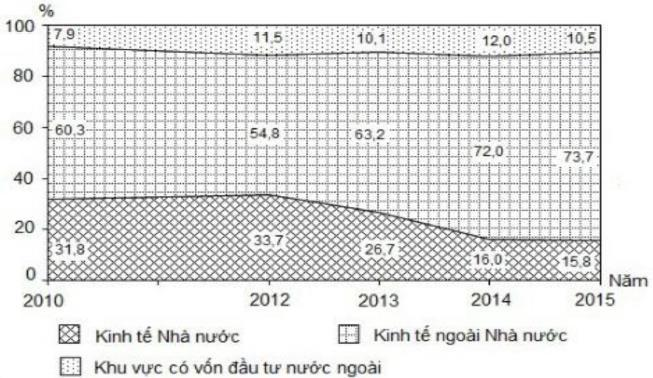 %
100
80
60
40
20
0
7,9 11,5 10,1 12,0 10,5
60,3 54,8 63,2 72,0 73,7
31,8 33,7 26,7 16,0 15,8
Năm
2010 2012 2013 2014 2015
Kinh tế Nhà nước Kinh tế ngoài Nhà nước
Khu vực có vốn đầu tư nước ngoài